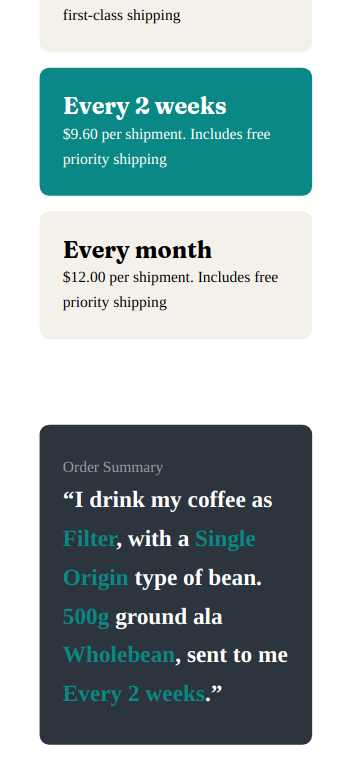 first-class shipping
Every 2 weeks
$9.60 per shipment. Includes free
priority shipping
Every month
$12.00 per shipment. Includes free
priority shipping
Order Summary
“I drink my coffee as
Filter, with a Single
Origin type of bean.
500g ground ala
Wholebean, sent to me
Every 2 weeks.”